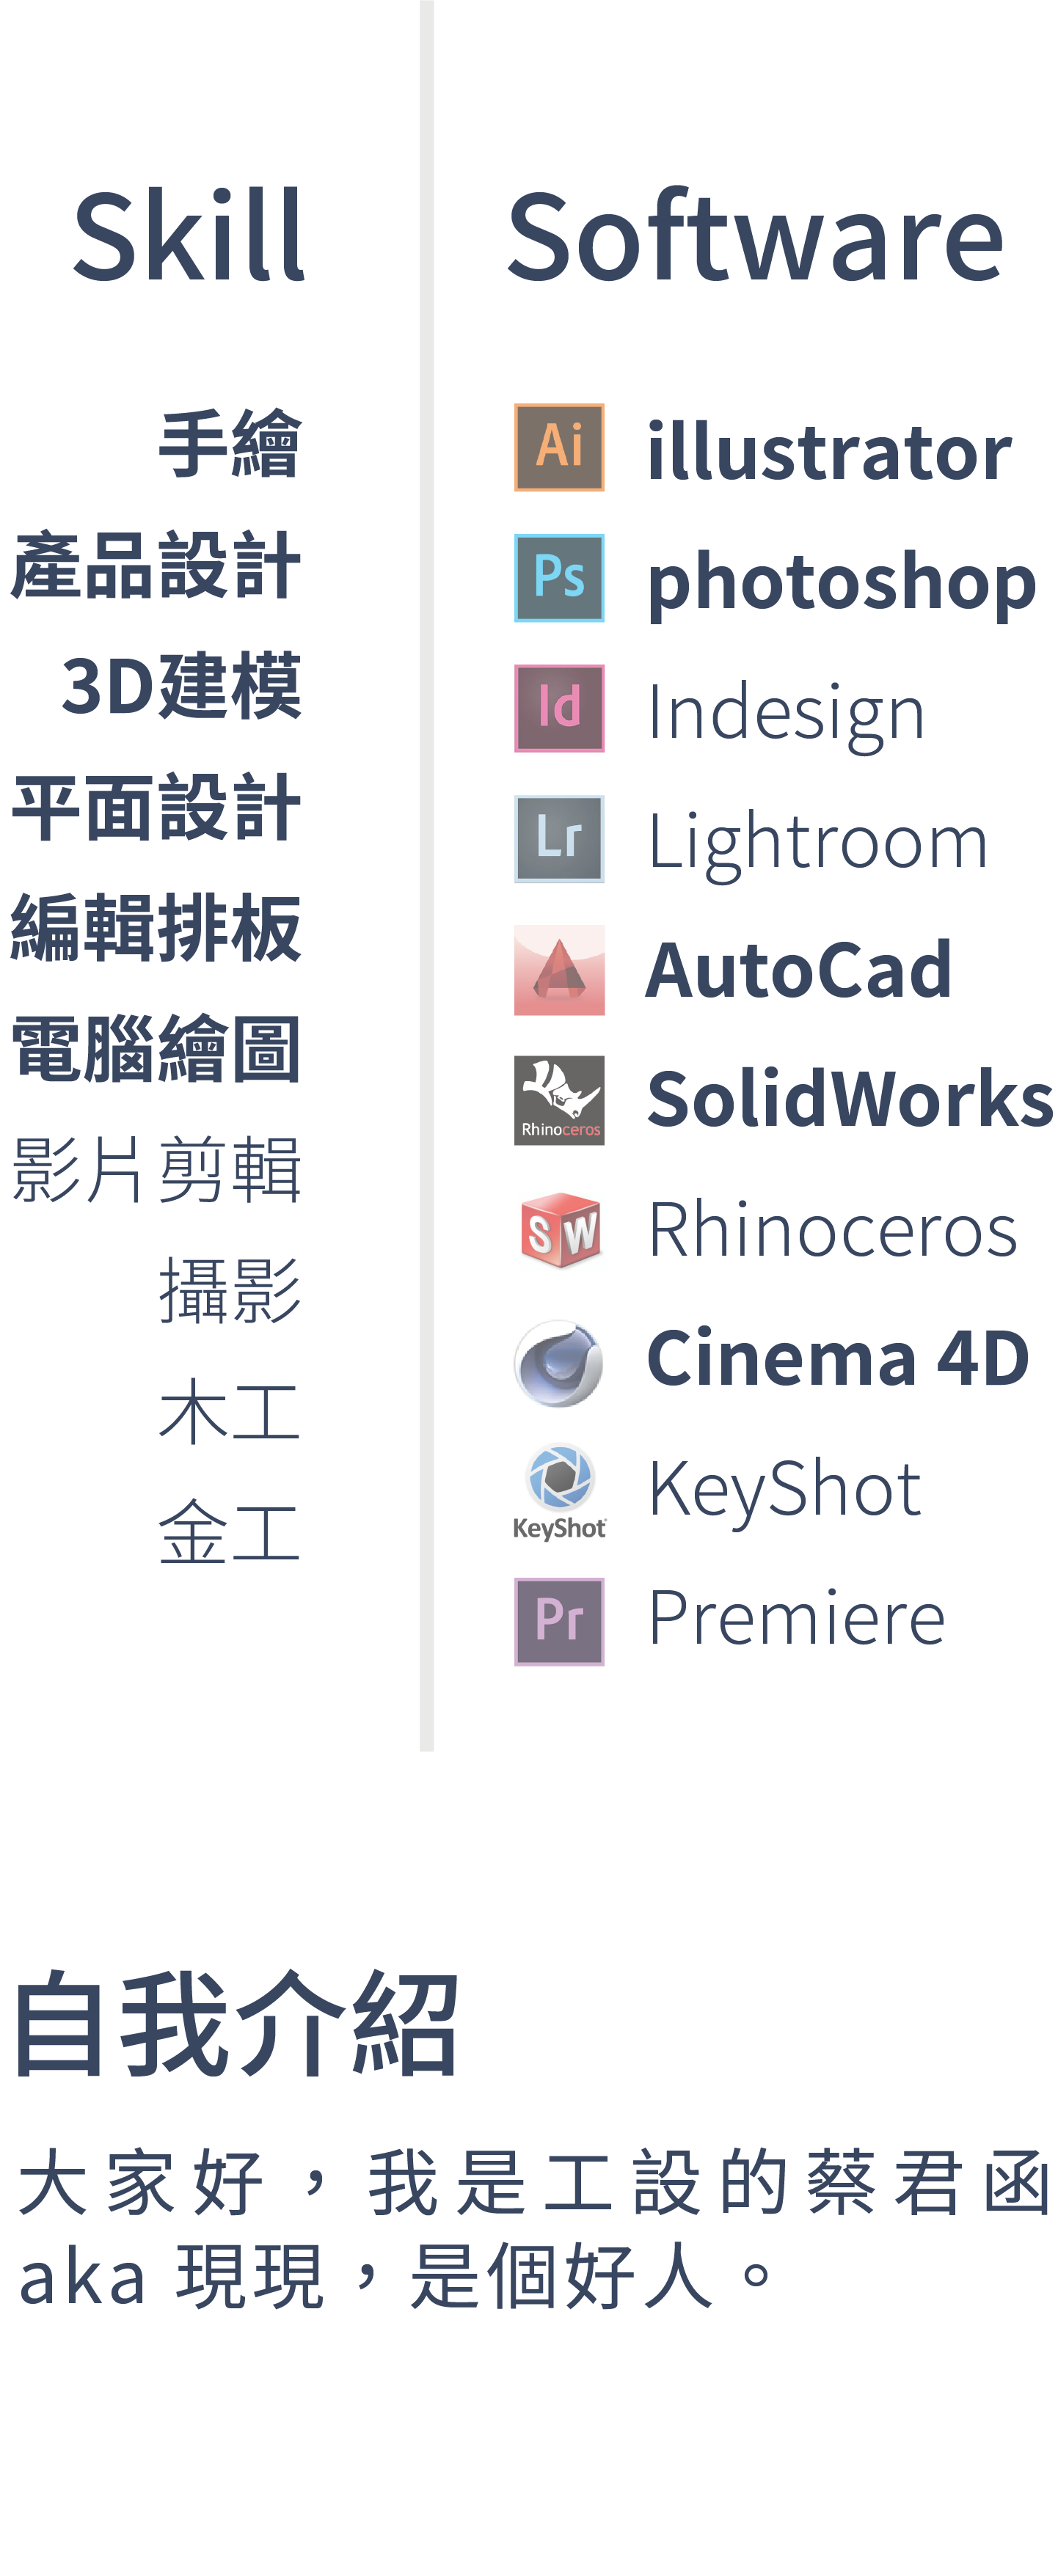 Skill
手繪
產品設計
3D建模
平面設計
編輯排板
電腦繪圖
影片剪輯
攝影
木工
金工
Software
Ai illustrator
Ps photoshop
Id Indesign
Lr Lightroom
AutoCad
Rhinoceros SolidWorks
SW Rhinoceros
Cinema 4D
KeyShot KeyShot
Pr Premiere
自我介紹
大家好，我是工設的蔡君函
aka 現現，是個好人。